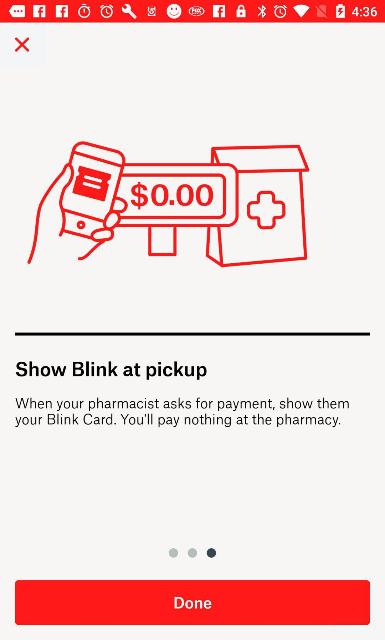 4:36
$0.00
Show Blink at pickup
When your pharmacist asks for payment, show them
your Blink Card. You'll pay nothing at the pharmacy.
Done